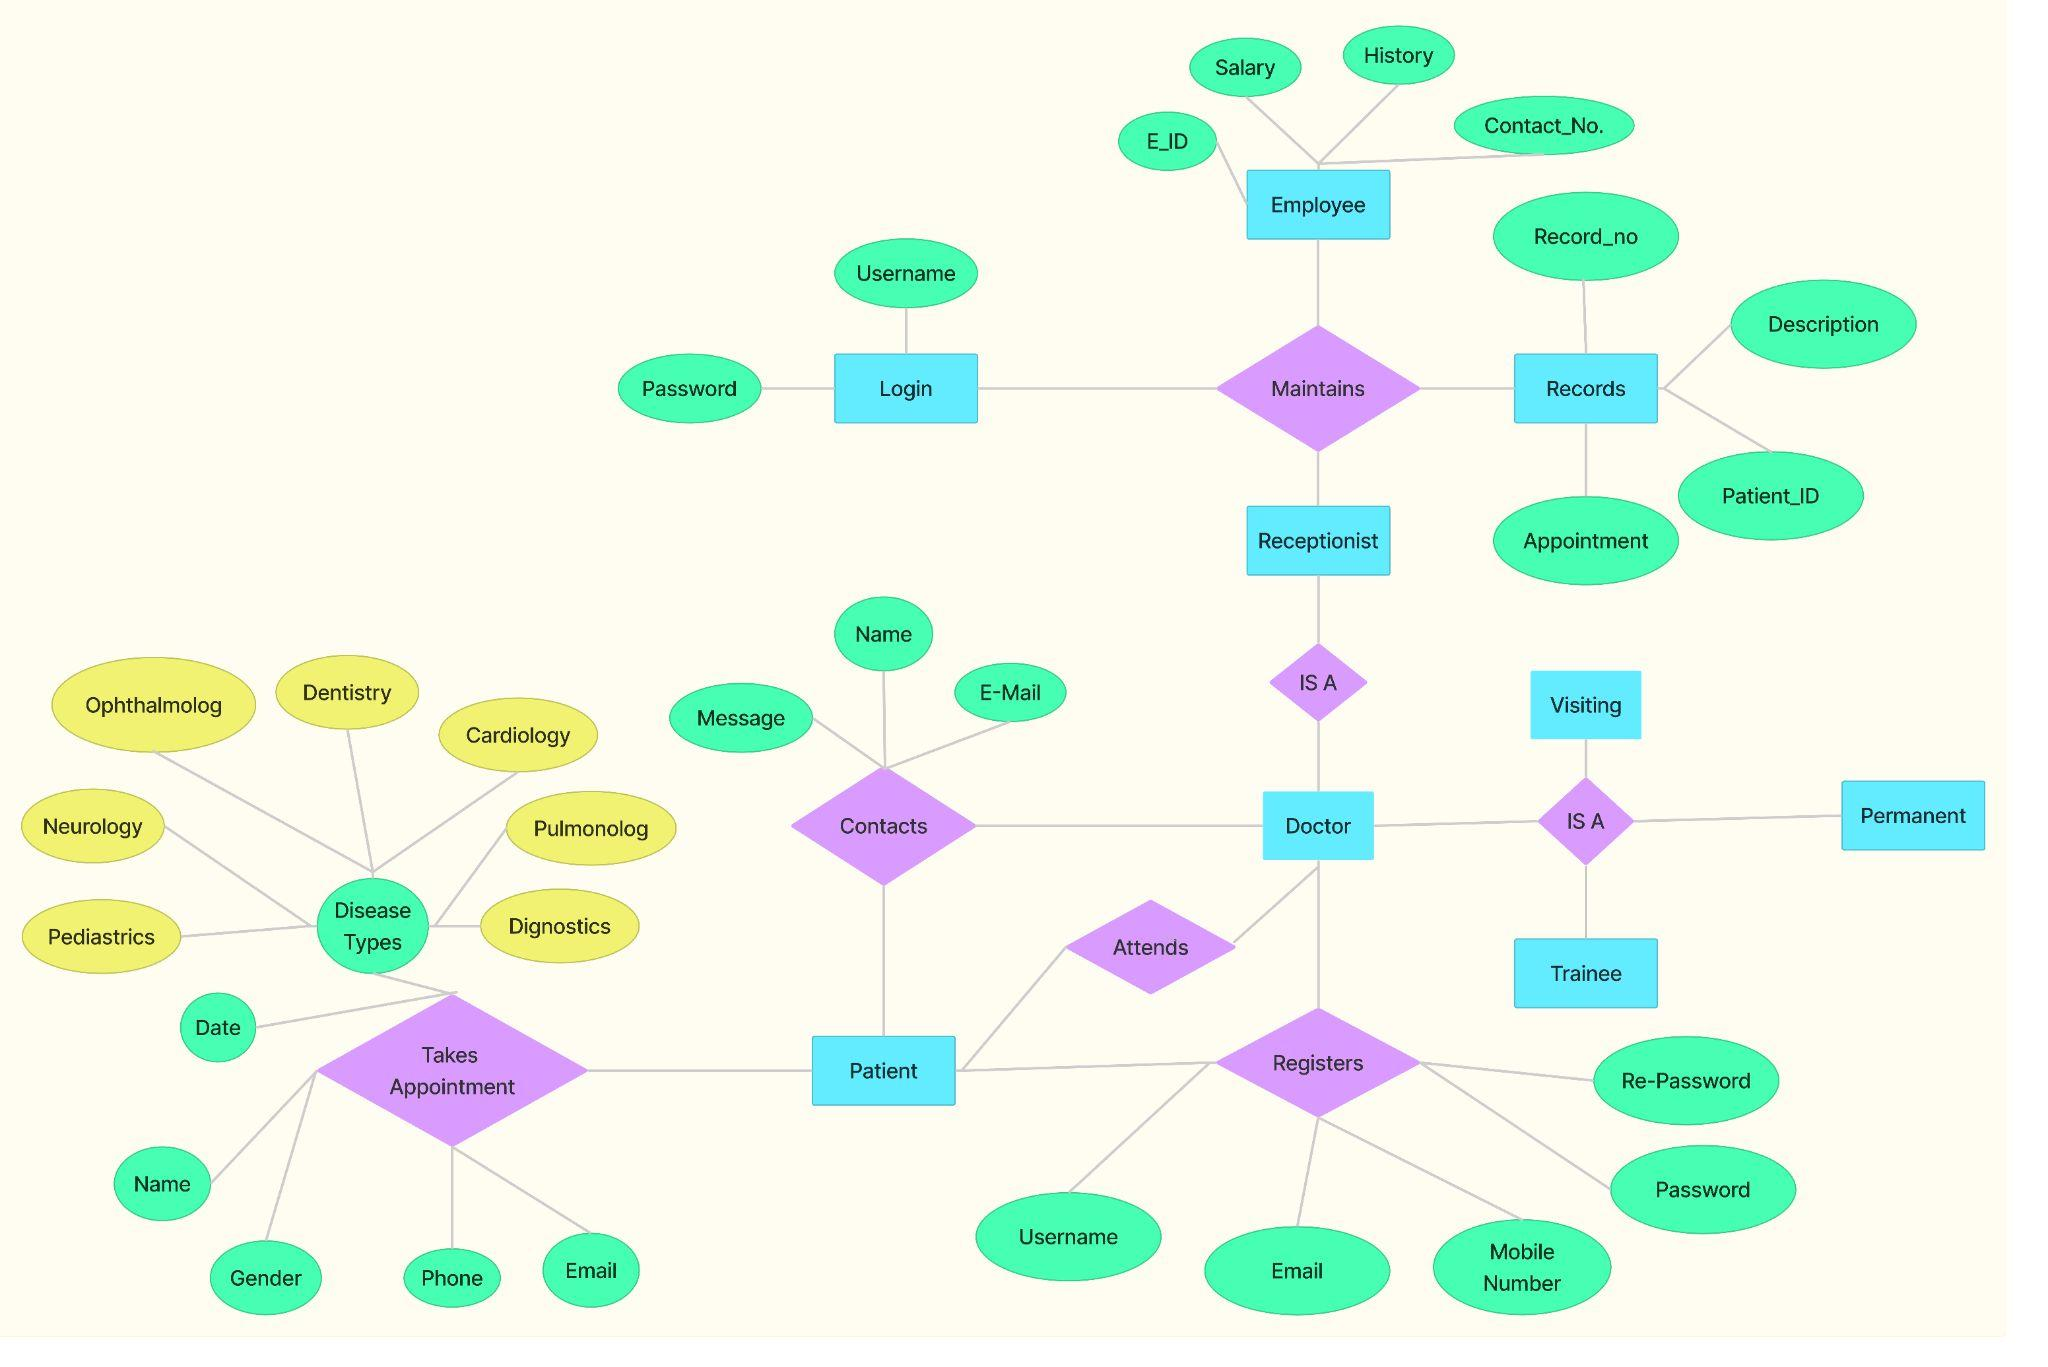 Salary
History
Contact_No.
E_ID
Employee
Record_no
Username
Description
Password
Login
Maintains
Records
Patient_ID
Receptionist
Appointment
Name
E-Mail
Message
IS A
Visiting
Ophthalmolog
Dentistry
Cardiology
Neurology
Pulmonolog
Contacts
Doctor
IS A
Permanent
Disease
Types
Pediastrics
Dignostics
Attends
Trainee
Date
Takes
Appointment
Patient
Registers
Re-Password
Name
Password
Gender
Phone
Email
Username
Email
Mobile
Number